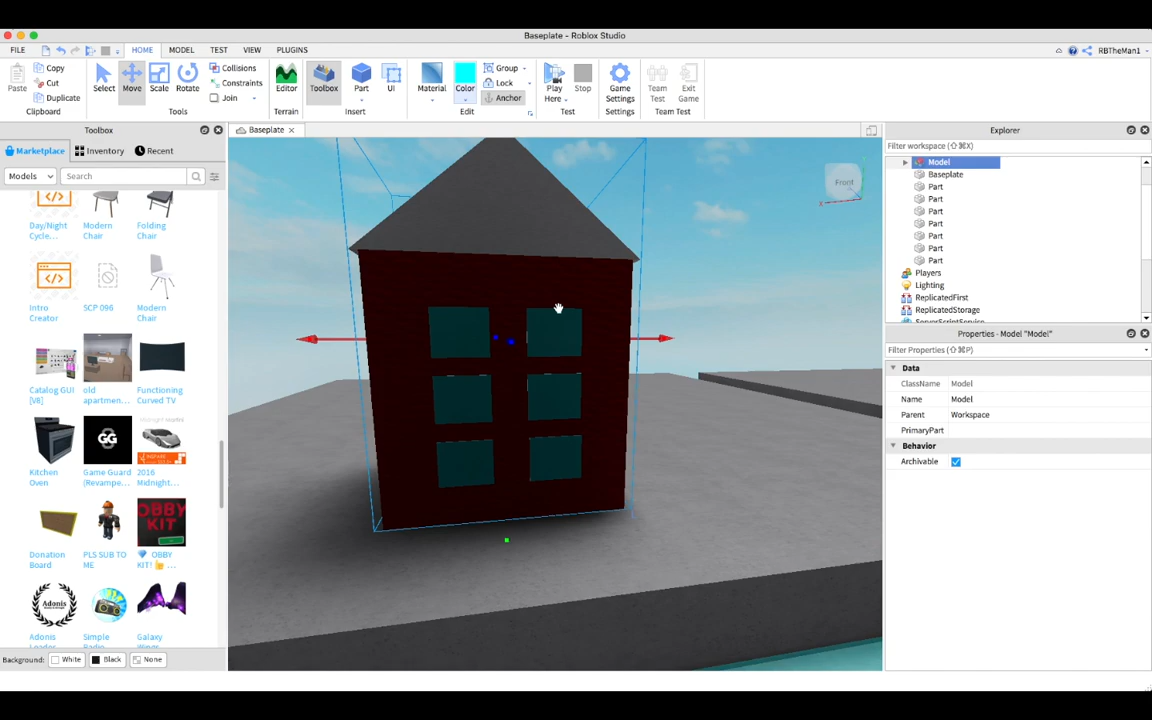 Baseplate - Roblox Studio
FILE HOME MODEL TEST VIEW PLUGINS RBTheMan1
Copy
Cut
Duplicate
Paste
Clipboard
Select Move Scale Rotate
Collisions
Constraints
Join
Tools
Editor
Terrain
Toolbox Part UI
Insert
Material Color
Group
Lock
Anchor
Edit
Play Here
Stop
Test
Game Settings
Settings
Team Test
Exit Game
Team Test
Toolbox
Marketplace Inventory Recent
Models Search
Day/Night Cycle...
Modern Chair
Folding Chair
Intro Creator
SCP 096
Modern Chair
Catalog GUI [V8]
old apartmen...
Functioning Curved TV
Kitchen Oven
GG
Game Guard (Revampe...
2016 Midnight...
Donation Board
PLS SUB TO ME
OBBY KIT
OBBY KIT! ...
Adonis
Adonis Loader
Simple Radio
Galaxy Wings
Background: White Black None
Baseplate
Front
X
Explorer
Filter workspace (⇧⌘X)
Model
Baseplate
Part
Part
Part
Part
Part
Part
Part
Players
Lighting
ReplicatedFirst
ReplicatedStorage
ServerScriptService
Properties - Model "Model"
Filter Properties (⇧⌘P)
Data
ClassName Model
Name Model
Parent Workspace
PrimaryPart
Behavior
Archivable